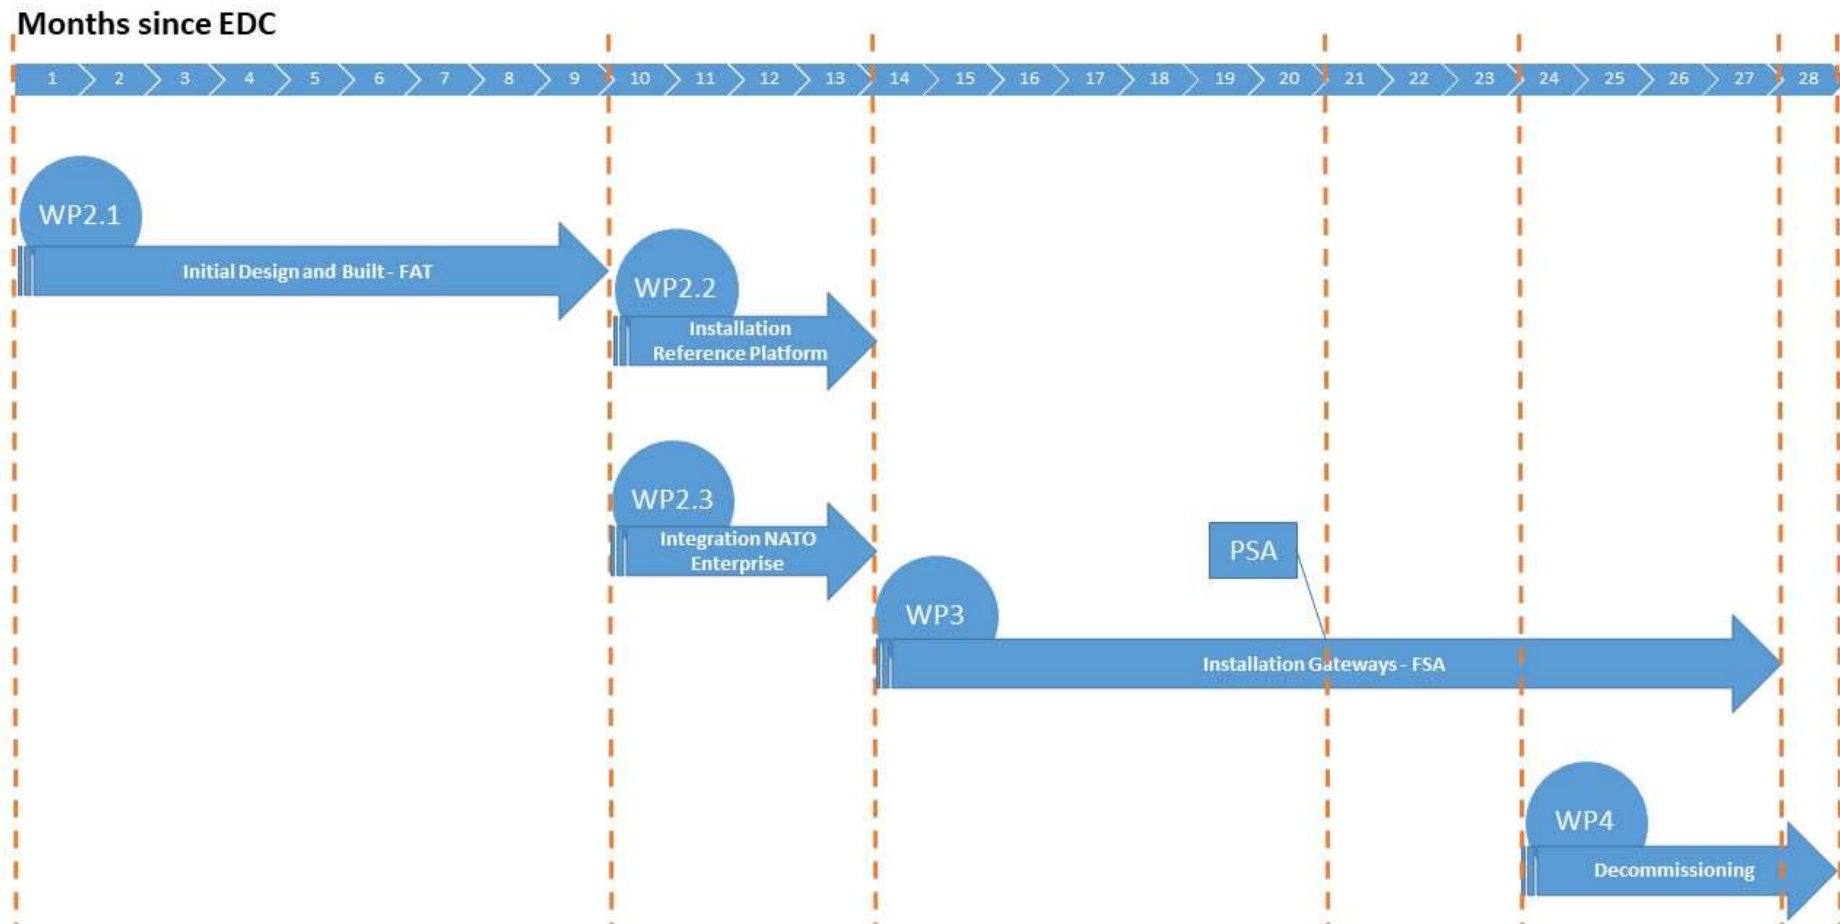 Months since EDC
1 2 3 4 5 6 7 8 9 10 11 12 13 14 15 16 17 18 19 20 21 22 23 24 25 26 27 28
WP2.1
Initial Design and Built - FAT
WP2.2
Installation
Reference Platform
WP2.3
Integration NATO
Enterprise
PSA
WP3
Installation Gateways - FSA
WP4
Decommissioning